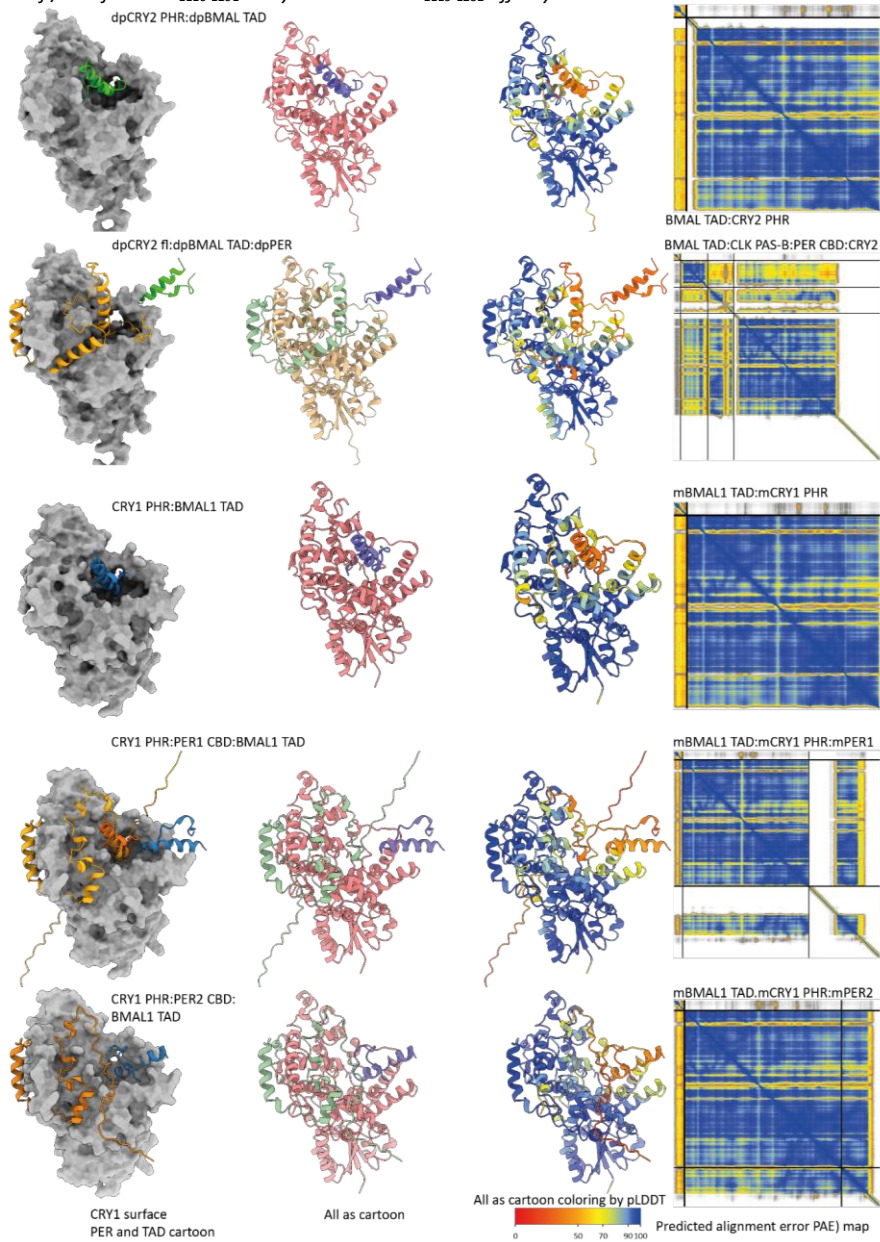 dpCRY2 PHR:dpBMAL TAD
BMAL TAD:CRY2 PHR
dpCRY2 fl:dpBMAL TAD:dpPER
BMAL TAD:CLK PAS-B:PER CBD:CRY2
CRY1 PHR:BMAL1 TAD
mBMAL1 TAD:mCRY1 PHR
CRY1 PHR:PER1 CBD:BMAL1 TAD
mBMAL1 TAD:mCRY1 PHR:mPER1
CRY1 PHR:PER2 CBD:
BMAL1 TAD
mBMAL1 TAD.mCRY1 PHR:mPER2
CRY1 surface
PER and TAD cartoon
All as cartoon
All as cartoon coloring by pLDDT
0 50 70 90 100
Predicted alignment error PAE) map